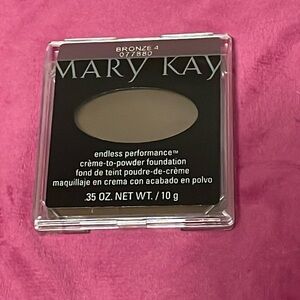 BRONZE 4
077880
MARY KAY
endless performance™
crème-to-powder foundation
fond de teint poudre-de-crème
maquillaje en crema con acabado en polvo
.35 OZ. NET WT. / 10 g